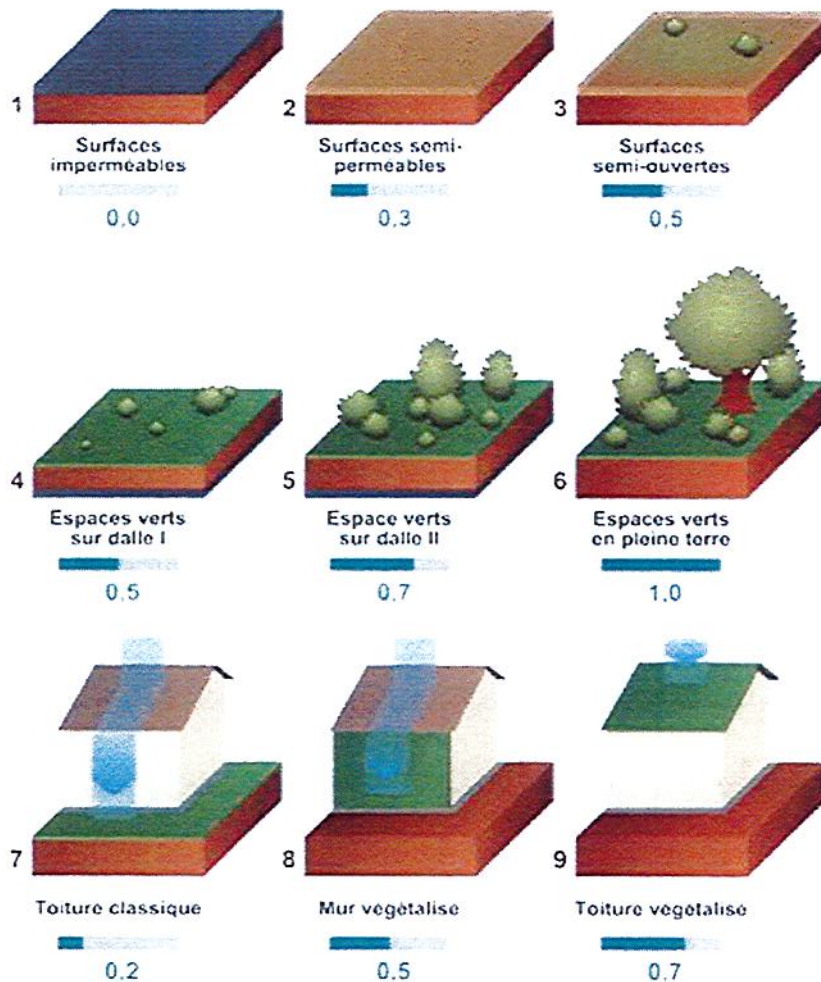 1
Surfaces
imperméables
0,0
2
Surfaces semi-
perméables
0,3
3
Surfaces
semi-ouvertes
0,5
4
Espaces verts
sur dalle I
0,5
5
Espace verts
sur dalle II
0,7
6
Espaces verts
en pleine terre
1,0
7
Toiture classique
0,2
8
Mur végétalisé
0,5
9
Toiture végétalisé
0,7